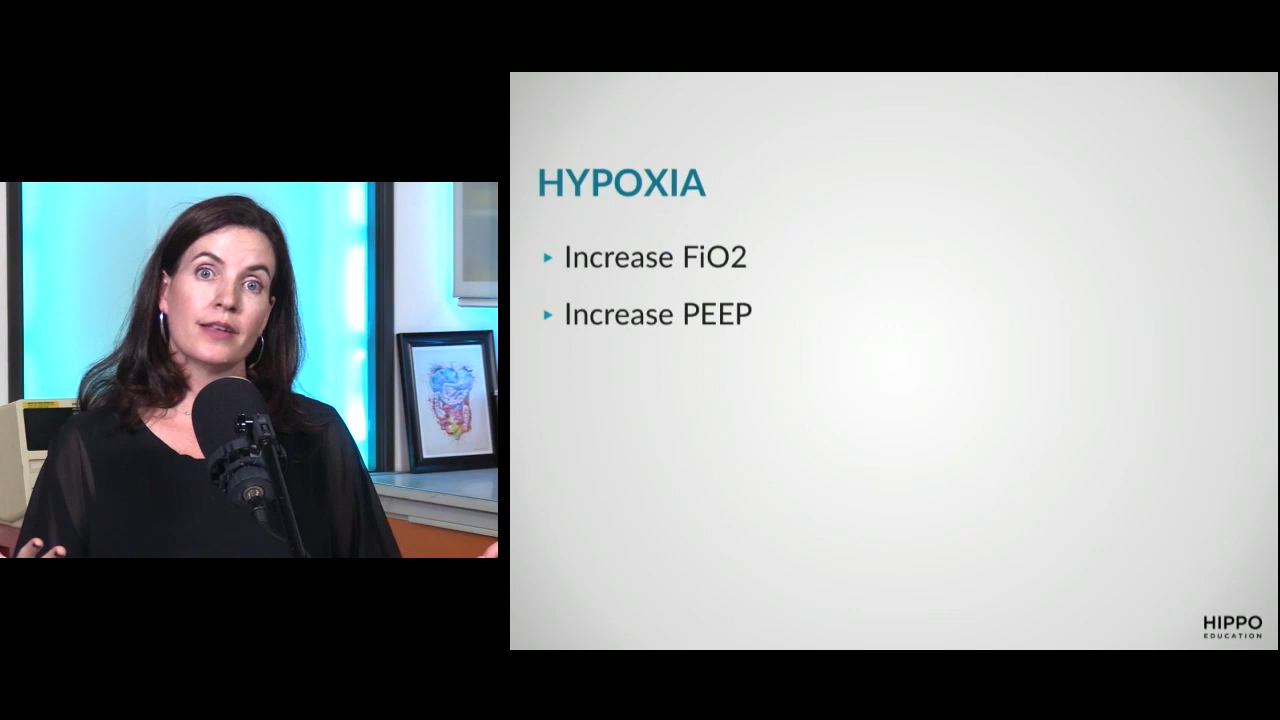 HYPOXIA
Increase FiO2
Increase PEEP
HIPPO
EDUCATION